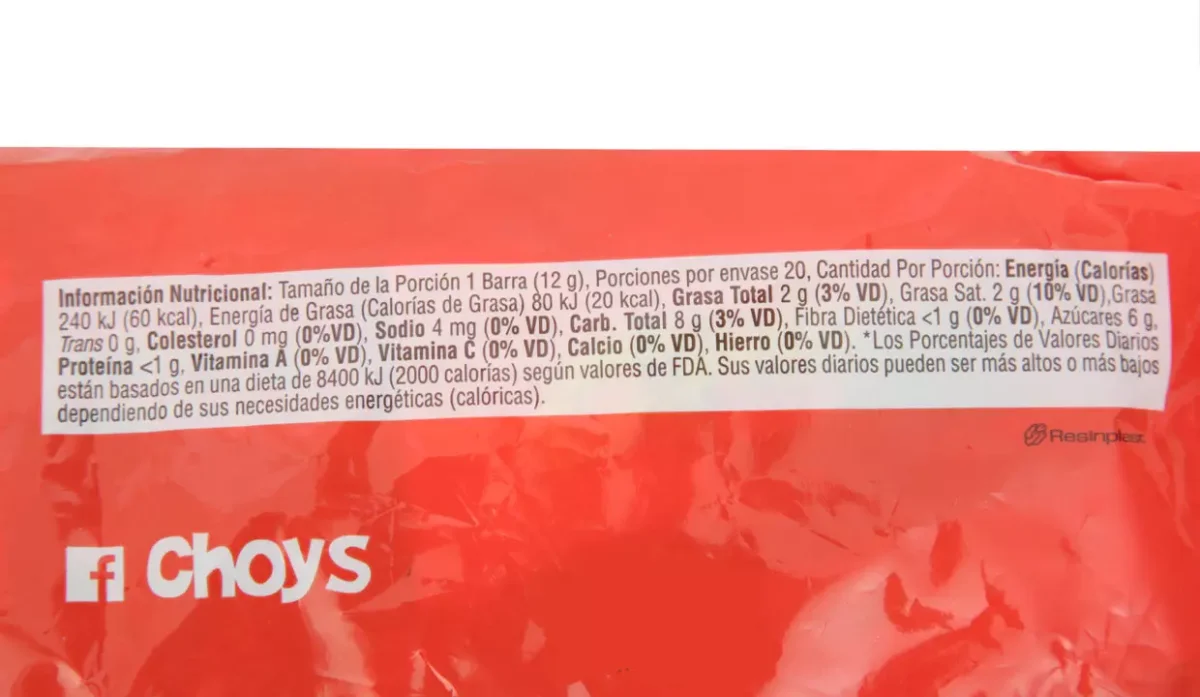 Información Nutricional: Tamaño de la Porción 1 Barra (12 g), Porciones por envase 20, Cantidad Por Porción: Energía (Calorías)
240 kJ (60 kcal), Energía de Grasa (Calorías de Grasa) 80 kJ (20 kcal), Grasa Total 2 g (3% VD), Grasa Sat. 2 g (10% VD),Grasa
Trans 0 g, Colesterol 0 mg (0%VD), Sodio 4 mg (0% VD), Carb. Total 8 g (3% VD), Fibra Dietética <1 g (0% VD), Azúcares 6 g,
Proteína <1 g, Vitamina A (0% VD), Vitamina C (0% VD), Calcio (0% VD), Hierro (0% VD). *Los Porcentajes de Valores Diarios
están basados en una dieta de 8400 kJ (2000 calorías) según valores de FDA. Sus valores diarios pueden ser más altos o más bajos
dependiendo de sus necesidades energéticas (calóricas).
Resinplast
f Choys